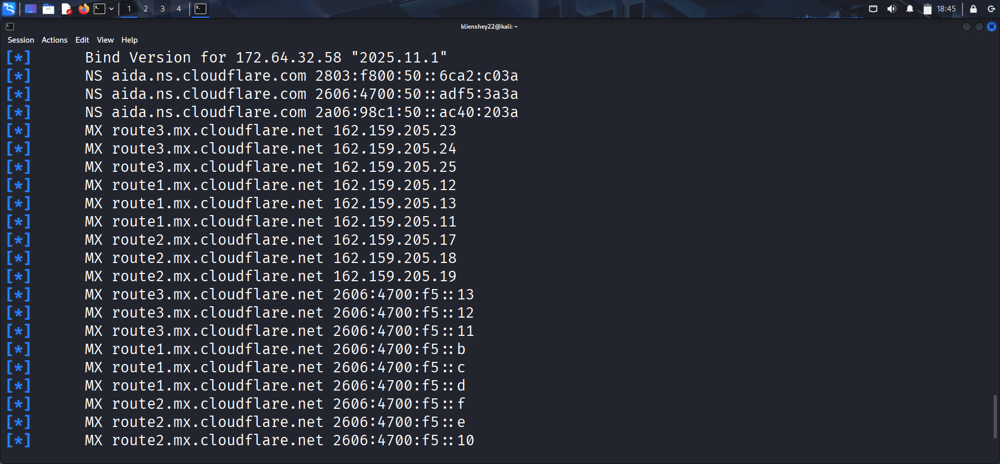 1 2 3 4 18:45
klienshey22@kali: ~
Session Actions Edit View Help
[*] Bind Version for 172.64.32.58 "2025.11.1"
[*] NS aida.ns.cloudflare.com 2803:f800:50::6ca2:c03a
[*] NS aida.ns.cloudflare.com 2606:4700:50::adf5:3a3a
[*] NS aida.ns.cloudflare.com 2a06:98c1:50::ac40:203a
[*] MX route3.mx.cloudflare.net 162.159.205.23
[*] MX route3.mx.cloudflare.net 162.159.205.24
[*] MX route3.mx.cloudflare.net 162.159.205.25
[*] MX route1.mx.cloudflare.net 162.159.205.12
[*] MX route1.mx.cloudflare.net 162.159.205.13
[*] MX route1.mx.cloudflare.net 162.159.205.11
[*] MX route2.mx.cloudflare.net 162.159.205.17
[*] MX route2.mx.cloudflare.net 162.159.205.18
[*] MX route2.mx.cloudflare.net 162.159.205.19
[*] MX route3.mx.cloudflare.net 2606:4700:f5::13
[*] MX route3.mx.cloudflare.net 2606:4700:f5::12
[*] MX route3.mx.cloudflare.net 2606:4700:f5::11
[*] MX route1.mx.cloudflare.net 2606:4700:f5::b
[*] MX route1.mx.cloudflare.net 2606:4700:f5::c
[*] MX route1.mx.cloudflare.net 2606:4700:f5::d
[*] MX route2.mx.cloudflare.net 2606:4700:f5::f
[*] MX route2.mx.cloudflare.net 2606:4700:f5::e
[*] MX route2.mx.cloudflare.net 2606:4700:f5::10